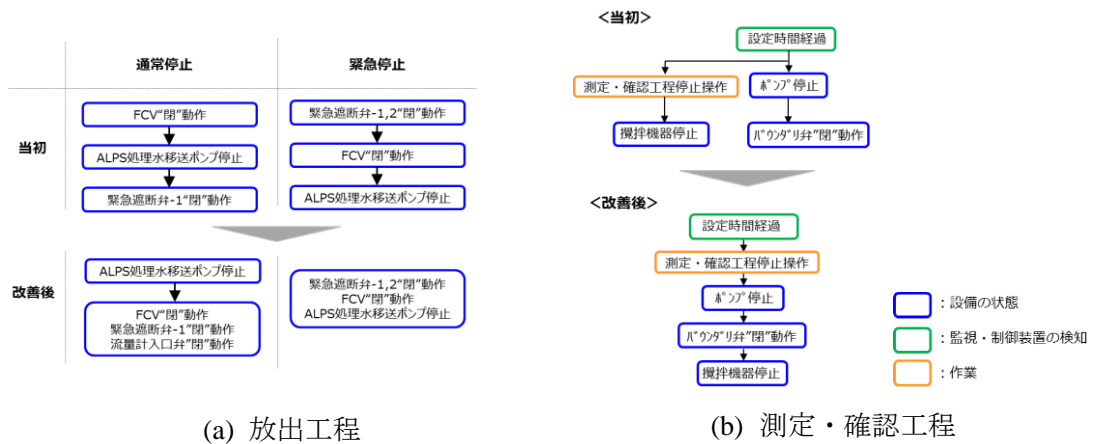 通常停止
緊急停止
当初
FCV“閉”動作
ALPS処理水移送ポンプ停止
緊急遮断弁-1“閉”動作
緊急遮断弁-1,2“閉”動作
FCV“閉”動作
ALPS処理水移送ポンプ停止
改善後
ALPS処理水移送ポンプ停止
FCV“閉”動作
緊急遮断弁-1”閉”動作
流量計入口弁”閉”動作
緊急遮断弁-1,2“閉”動作
FCV“閉”動作
ALPS処理水移送ポンプ停止
(a) 放出工程
＜当初＞
設定時間経過
測定・確認工程停止操作
ﾎﾟﾝﾌﾟ停止
攪拌機器停止
ﾊﾞｳﾝﾀﾞﾘ弁”閉”動作
＜改善後＞
設定時間経過
測定・確認工程停止操作
ﾎﾟﾝﾌﾟ停止
ﾊﾞｳﾝﾀﾞﾘ弁”閉”動作
攪拌機器停止
：設備の状態
：監視・制御装置の検知
：作業
(b) 測定・確認工程